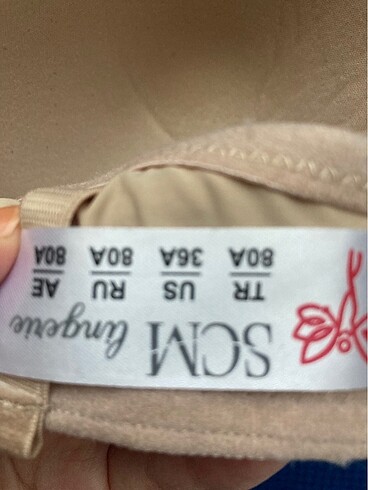 SCM lingerie
TR US RU AE
80A 36A 80A 80A